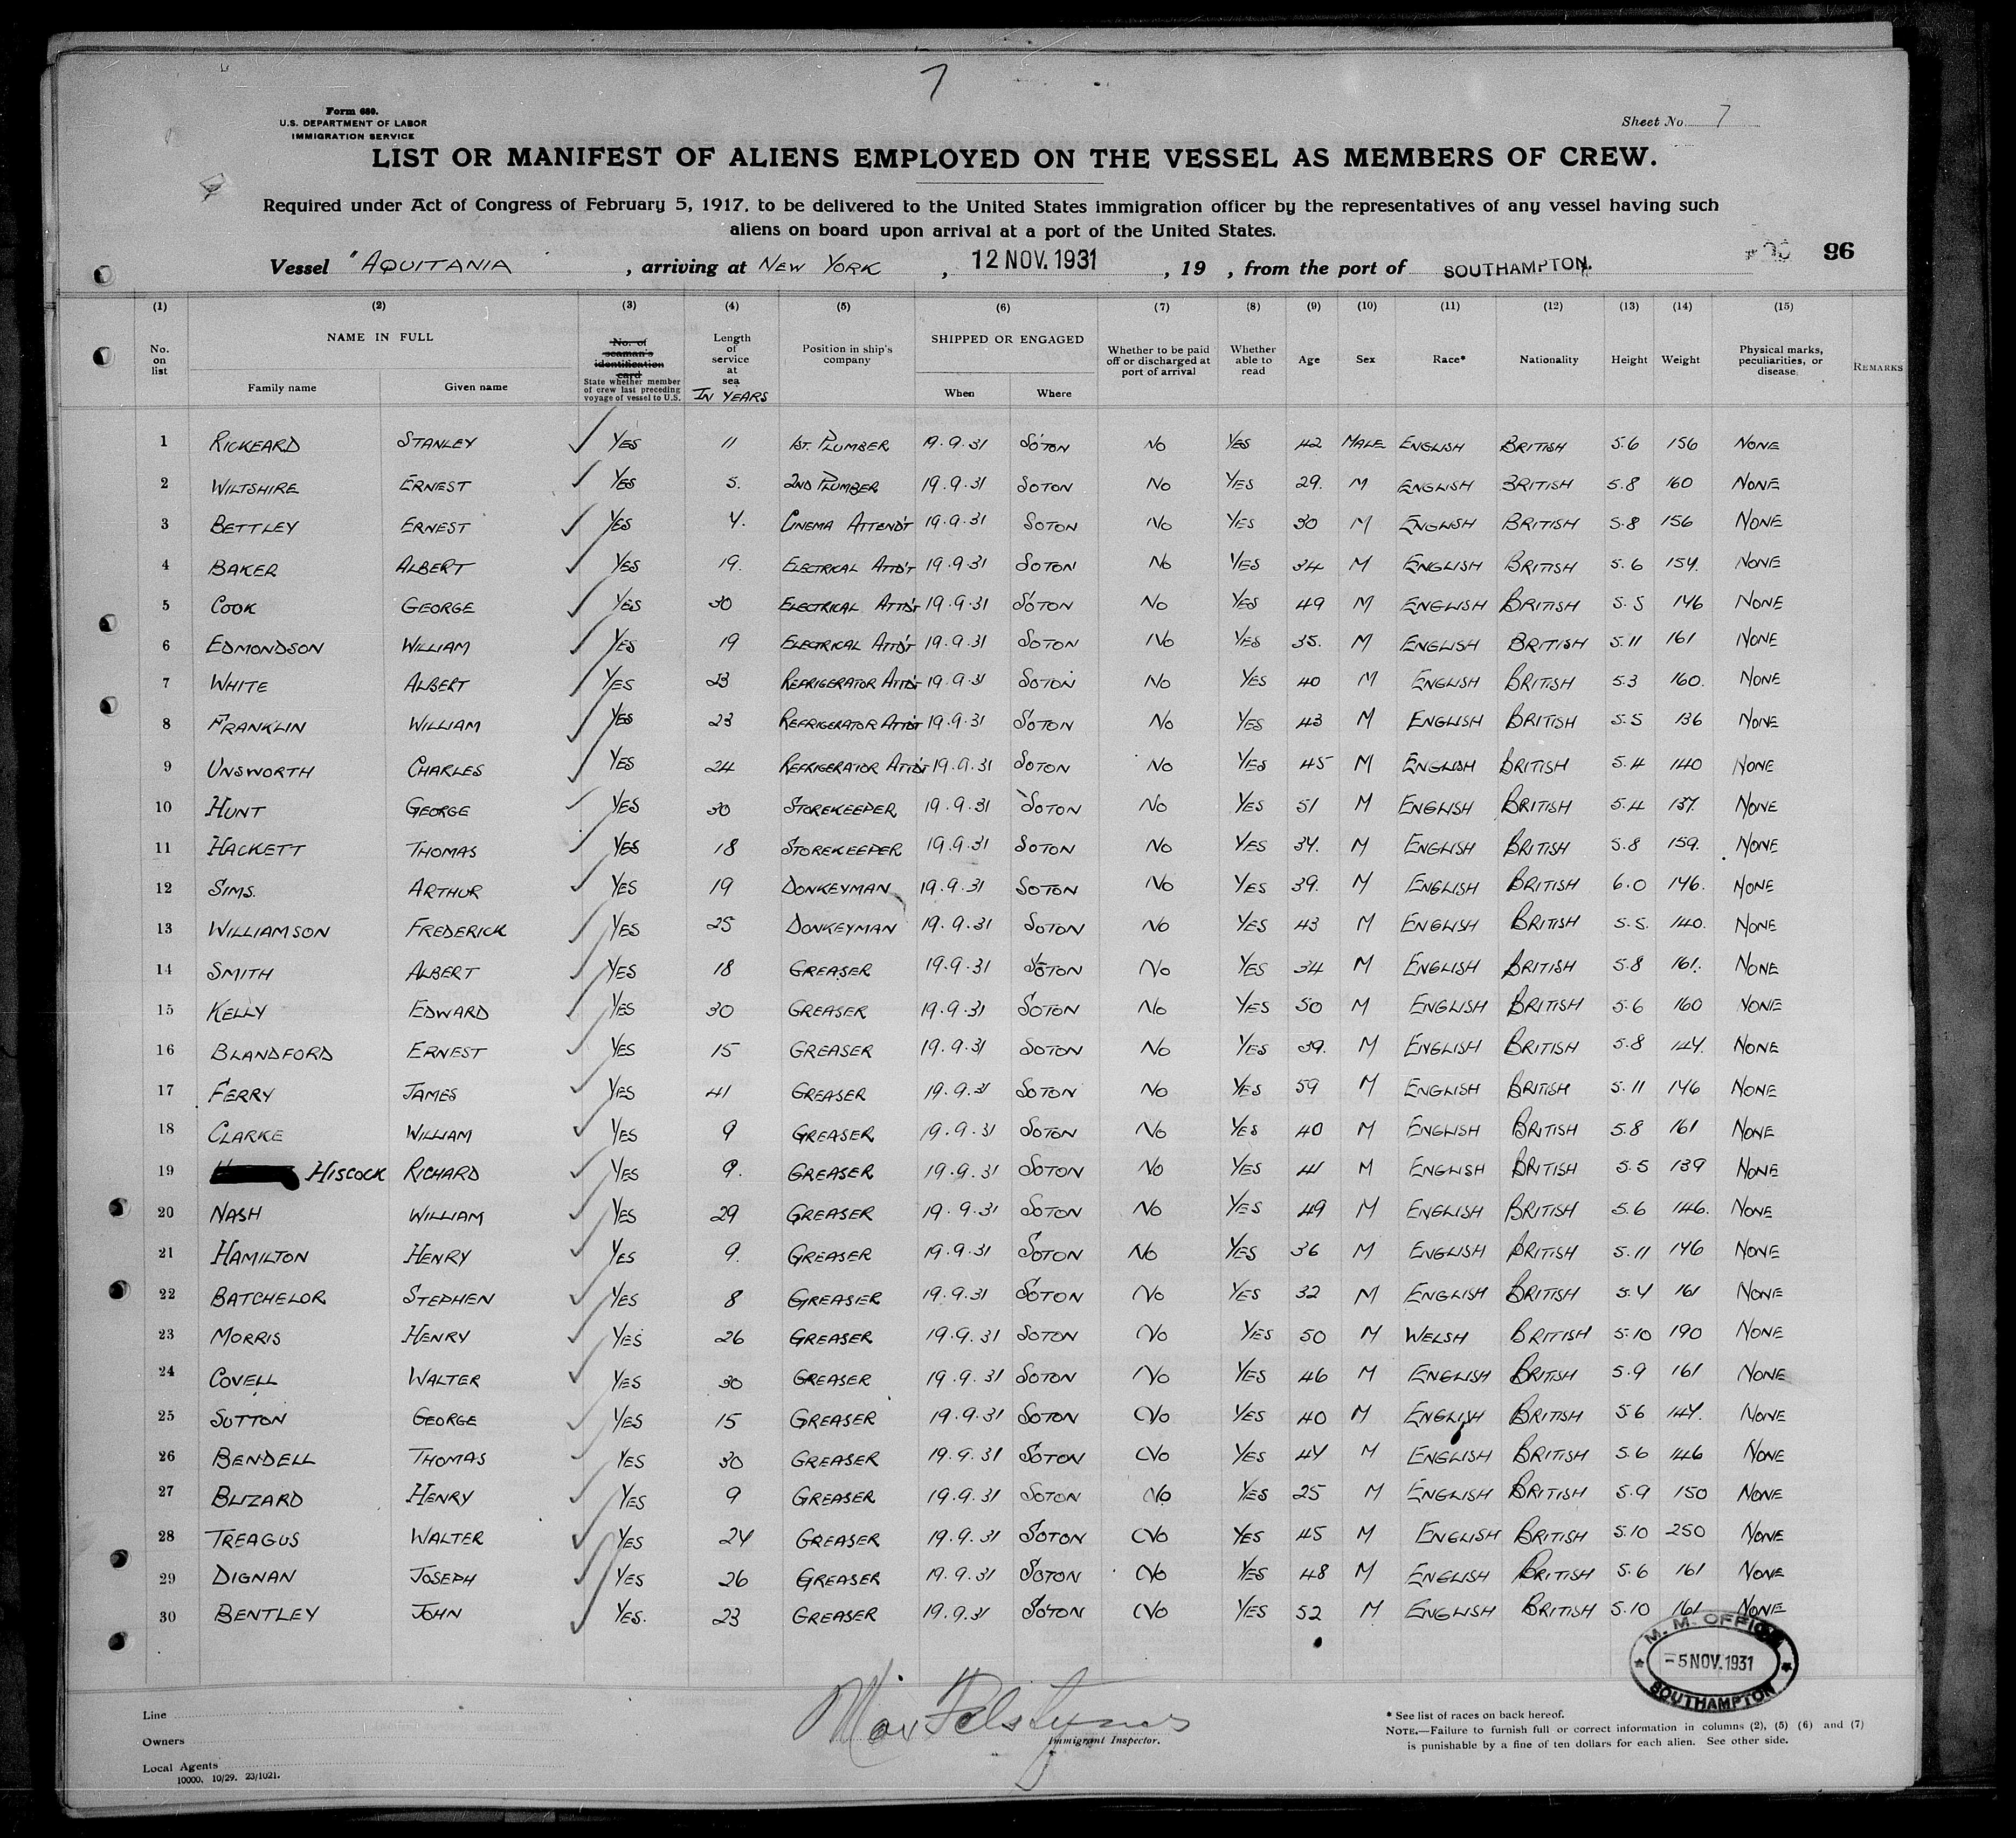 7
Form 689.
U.S. DEPARTMENT OF LABOR
IMMIGRATION SERVICE
Sheet No. 7
LIST OR MANIFEST OF ALIENS EMPLOYED ON THE VESSEL AS MEMBERS OF CREW.
Required under Act of Congress of February 5, 1917, to be delivered to the United States immigration officer by the representatives of any vessel having such
aliens on board upon arrival at a port of the United States.
Vessel "AQUITANIA , arriving at NEW YORK , 12 NOV. 1931 , 19 , from the port of SOUTHAMPTON. 96
(1) (2) (3) (4) (5) (6) (7) (8) (9) (10) (11) (12) (13) (14) (15)
No. on list NAME IN FULL Family name Given name No. of seaman's identification card State whether member of crew last preceding voyage of vessel to U.S. Length of service at sea IN YEARS Position in ship's company SHIPPED OR ENGAGED When Where Whether to be paid off or discharged at port of arrival Whether able to read Age Sex Race* Nationality Height Weight Physical marks, peculiarities, or disease REMARKS
1 RICKEARD STANLEY YES 11 1ST. PLUMBER 19.9.31 SOTON NO YES 42 MALE ENGLISH BRITISH 5.6 156 NONE
2 WILTSHIRE ERNEST YES 5. 2ND PLUMBER 19.9.31 SOTON NO YES 29. M ENGLISH BRITISH 5.8 160 NONE
3 BETTLEY ERNEST YES 4. CINEMA ATTEND'T 19.9.31 SOTON NO YES 30 M ENGLISH BRITISH 5.8 156 NONE
4 BAKER ALBERT YES 19. ELECTRICAL ATTD'T 19.9.31 SOTON NO YES 34 M ENGLISH BRITISH 5.6 154. NONE
5 COOK GEORGE YES 30 ELECTRICAL ATTD'T 19.9.31 SOTON NO YES 49 M ENGLISH BRITISH 5.5 146 NONE
6 EDMONDSON WILLIAM YES 19 ELECTRICAL ATTD'T 19.9.31 SOTON NO YES 35. M ENGLISH BRITISH 5.11 161 NONE
7 WHITE ALBERT YES 23 REFRIGERATOR ATTD'T 19.9.31 SOTON NO YES 40 M ENGLISH BRITISH 5.3 160. NONE
8 FRANKLIN WILLIAM YES 23 REFRIGERATOR ATTD'T 19.9.31 SOTON NO YES 43 M ENGLISH BRITISH 5.5 136 NONE
9 UNSWORTH CHARLES YES 24 REFRIGERATOR ATTD'T 19.9.31 SOTON NO YES 45 M ENGLISH BRITISH 5.4 140 NONE
10 HUNT GEORGE YES 30 STOREKEEPER 19.9.31 SOTON NO YES 51 M ENGLISH BRITISH 5.4 137. NONE
11 HACKETT THOMAS YES 18 STOREKEEPER 19.9.31 SOTON NO YES 34. M ENGLISH BRITISH 5.8 159. NONE
12 SIMS. ARTHUR YES 19 DONKEYMAN 19.9.31 SOTON NO YES 39. M ENGLISH BRITISH 6.0 146. NONE
13 WILLIAMSON FREDERICK YES 25 DONKEYMAN 19.9.31 SOTON NO YES 43 M ENGLISH BRITISH 5.5. 140. NONE
14 SMITH ALBERT YES 18 GREASER 19.9.31 SOTON NO YES 34 M ENGLISH BRITISH 5.8 161. NONE
15 KELLY EDWARD YES 30 GREASER 19.9.31 SOTON NO YES 50 M ENGLISH BRITISH 5.6 160 NONE
16 BLANDFORD ERNEST YES 15 GREASER 19.9.31 SOTON NO YES 39. M ENGLISH BRITISH 5.8 144. NONE
17 FERRY JAMES YES 41 GREASER 19.9.31 SOTON NO YES 59 M ENGLISH BRITISH 5.11 146 NONE
18 CLARKE WILLIAM YES 9 GREASER 19.9.31 SOTON NO YES 40 M ENGLISH BRITISH 5.8 161 NONE
19 HISCOCK RICHARD YES 9. GREASER 19.9.31 SOTON NO YES 41 M ENGLISH BRITISH 5.5 139 NONE
20 NASH WILLIAM YES 29 GREASER 19.9.31 SOTON NO YES 49 M ENGLISH BRITISH 5.6 146. NONE
21 HAMILTON HENRY YES 9. GREASER 19.9.31 SOTON NO YES 36 M ENGLISH BRITISH 5.11 146 NONE
22 BATCHELOR STEPHEN YES 8 GREASER 19.9.31 SOTON NO YES 32 M ENGLISH BRITISH 5.4 161 NONE
23 MORRIS HENRY YES 26 GREASER 19.9.31 SOTON NO YES 50 M WELSH BRITISH 5.10 190 NONE
24 COVELL WALTER YES 30 GREASER 19.9.31 SOTON NO YES 46 M ENGLISH BRITISH 5.9 161 NONE
25 SUTTON GEORGE YES 15 GREASER 19.9.31 SOTON NO YES 40 M ENGLISH BRITISH 5.6 144. NONE
26 BENDELL THOMAS YES 30 GREASER 19.9.31 SOTON NO YES 44 M ENGLISH BRITISH 5.6 146 NONE
27 BLIZARD HENRY YES 9 GREASER 19.9.31 SOTON NO YES 25 M ENGLISH BRITISH 5.9 150 NONE
28 TREAGUS WALTER YES 24 GREASER 19.9.31 SOTON NO YES 45 M ENGLISH BRITISH 5.10 250 NONE
29 DIGNAN JOSEPH YES 26 GREASER 19.9.31 SOTON NO YES 48 M ENGLISH BRITISH 5.6 161 NONE
30 BENTLEY JOHN YES. 23 GREASER 19.9.31 SOTON NO YES 52 M ENGLISH BRITISH 5.10 161 NONE
M. M. OFFICE
-5 NOV. 1931
SOUTHAMPTON
Line
Owners
Local Agents
10000. 10/29. 23/1021.
Immigrant Inspector.
* See list of races on back hereof.
NOTE.—Failure to furnish full or correct information in columns (2), (5) (6) and (7)
is punishable by a fine of ten dollars for each alien. See other side.